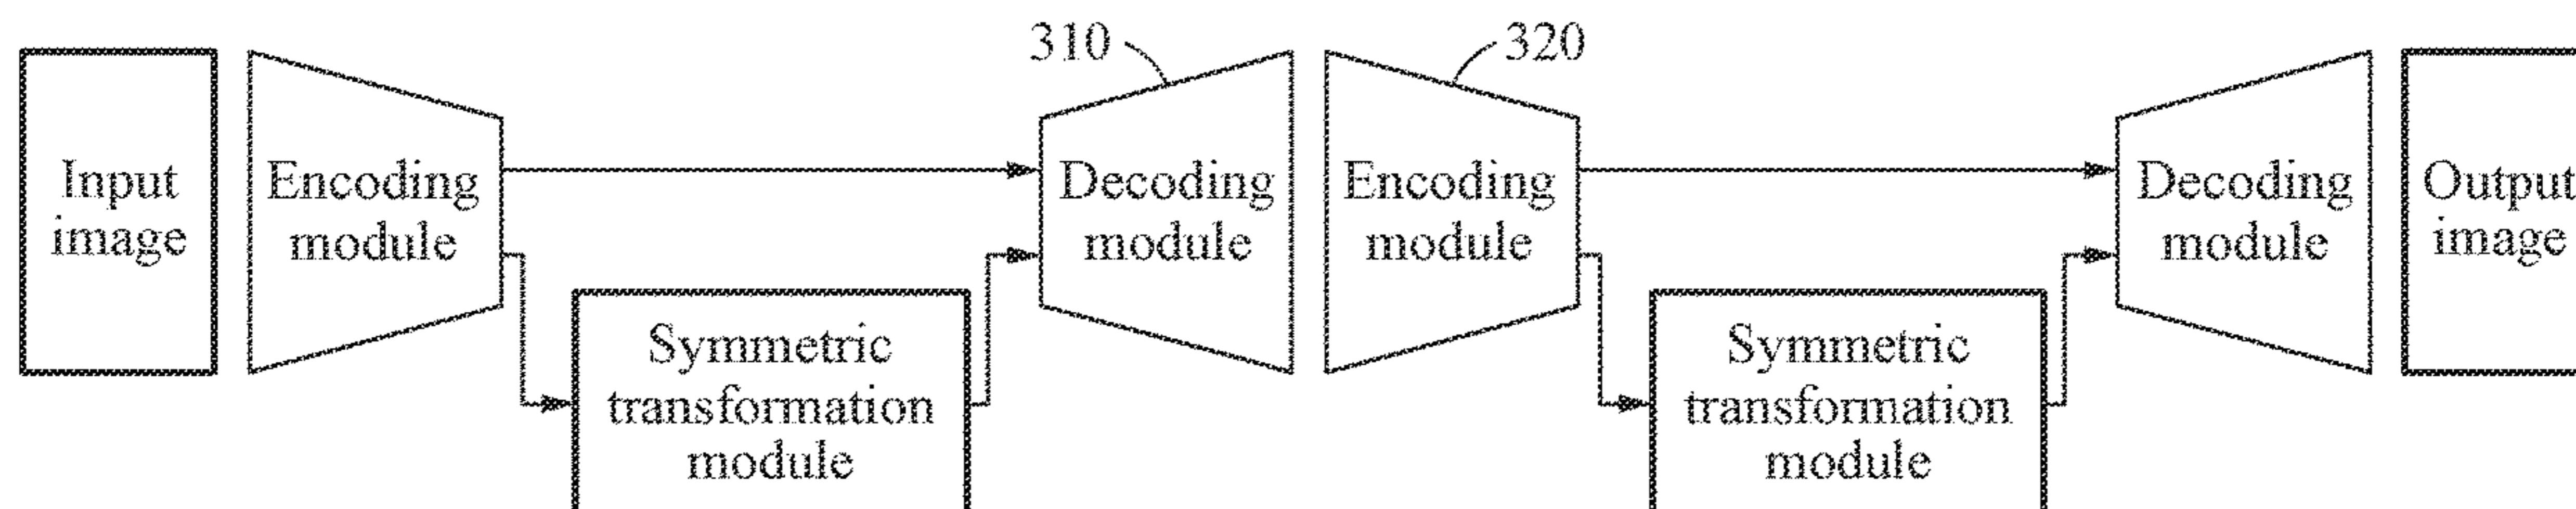 310
320
Input
image
Encoding
module
Decoding
module
Encoding
module
Decoding
module
Output
image
Symmetric
transformation
module
Symmetric
transformation
module